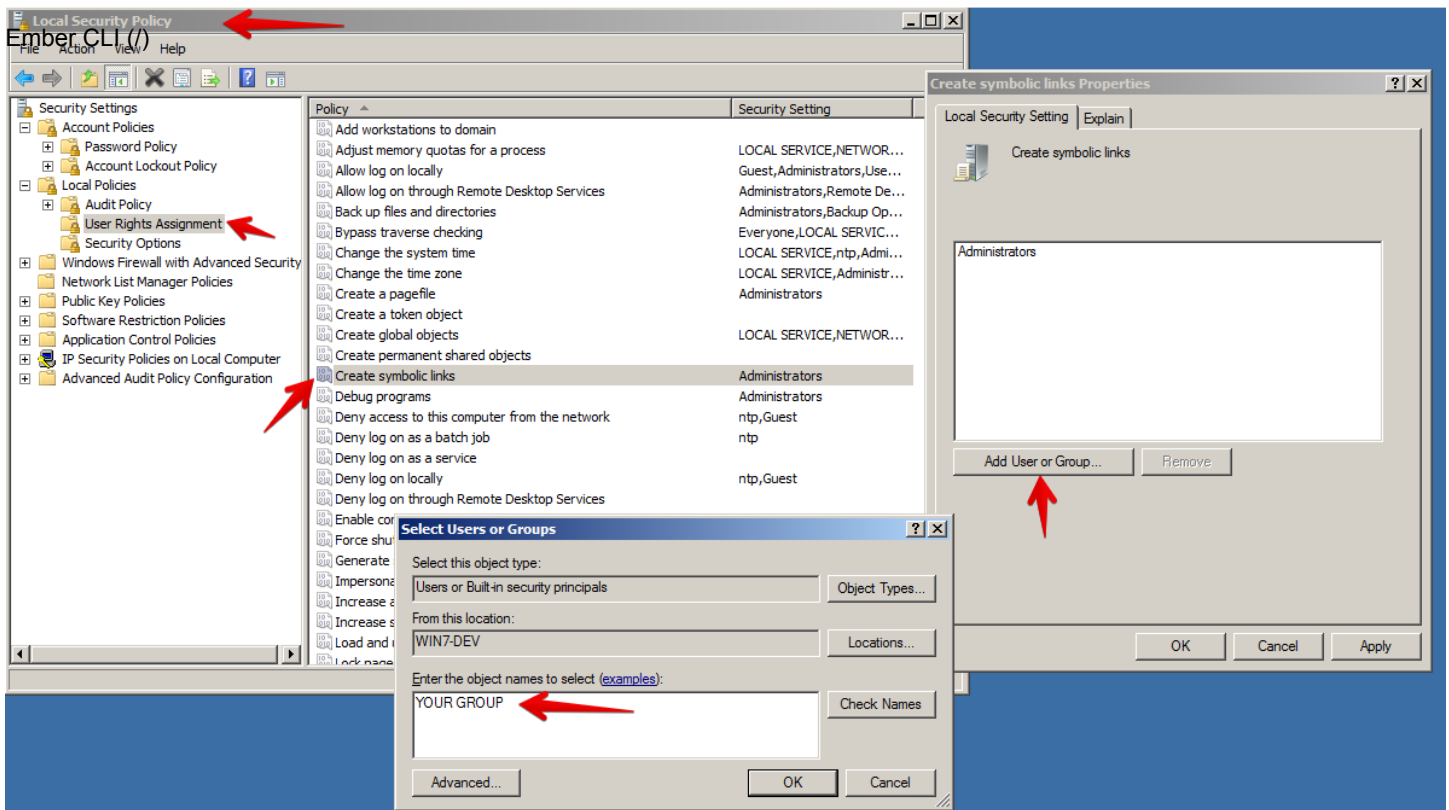 Local Security Policy
Ember CLI (/)
File Action View Help
Security Settings
Account Policies
Password Policy
Account Lockout Policy
Local Policies
Audit Policy
User Rights Assignment
Security Options
Windows Firewall with Advanced Security
Network List Manager Policies
Public Key Policies
Software Restriction Policies
Application Control Policies
IP Security Policies on Local Computer
Advanced Audit Policy Configuration
Policy Security Setting
Add workstations to domain
Adjust memory quotas for a process LOCAL SERVICE,NETWOR...
Allow log on locally Guest,Administrators,Use...
Allow log on through Remote Desktop Services Administrators,Remote De...
Back up files and directories Administrators,Backup Op...
Bypass traverse checking Everyone,LOCAL SERVIC...
Change the system time LOCAL SERVICE,ntp,Admi...
Change the time zone LOCAL SERVICE,Administr...
Create a pagefile Administrators
Create a token object
Create global objects LOCAL SERVICE,NETWOR...
Create permanent shared objects
Create symbolic links Administrators
Debug programs Administrators
Deny access to this computer from the network ntp,Guest
Deny log on as a batch job ntp
Deny log on as a service
Deny log on locally ntp,Guest
Deny log on through Remote Desktop Services
Enable co
Force shu
Generate
Impersona
Increase a
Increase s
Load and
Lock page
Create symbolic links Properties
Local Security Setting Explain
Create symbolic links
Administrators
Add User or Group... Remove
OK Cancel Apply
Select Users or Groups
Select this object type:
Users or Built-in security principals Object Types...
From this location:
WIN7-DEV Locations...
Enter the object names to select (examples):
YOUR GROUP Check Names
Advanced... OK Cancel